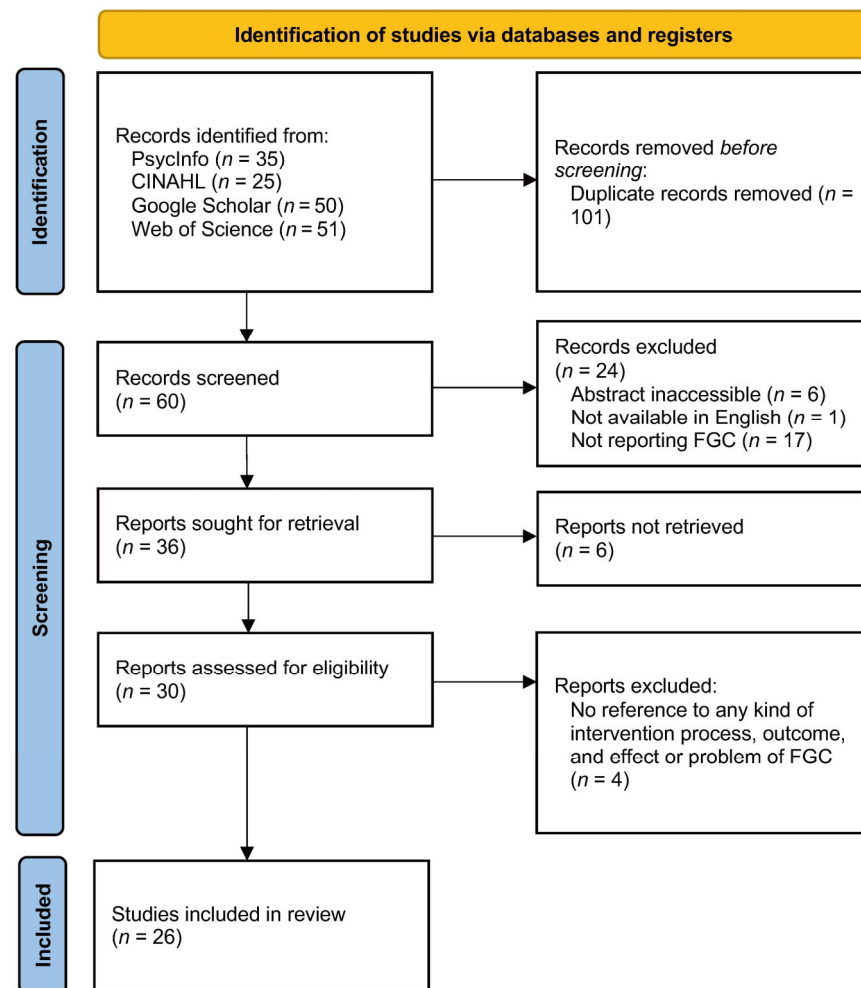 Identification of studies via databases and registers
Identification
Records identified from:
PsycInfo (n = 35)
CINAHL (n = 25)
Google Scholar (n = 50)
Web of Science (n = 51)
Records removed before
screening:
Duplicate records removed (n =
101)
Screening
Records screened
(n = 60)
Records excluded
(n = 24)
Abstract inaccessible (n = 6)
Not available in English (n = 1)
Not reporting FGC (n = 17)
Reports sought for retrieval
(n = 36)
Reports not retrieved
(n = 6)
Reports assessed for eligibility
(n = 30)
Reports excluded:
No reference to any kind of
intervention process, outcome,
and effect or problem of FGC
(n = 4)
Included
Studies included in review
(n = 26)